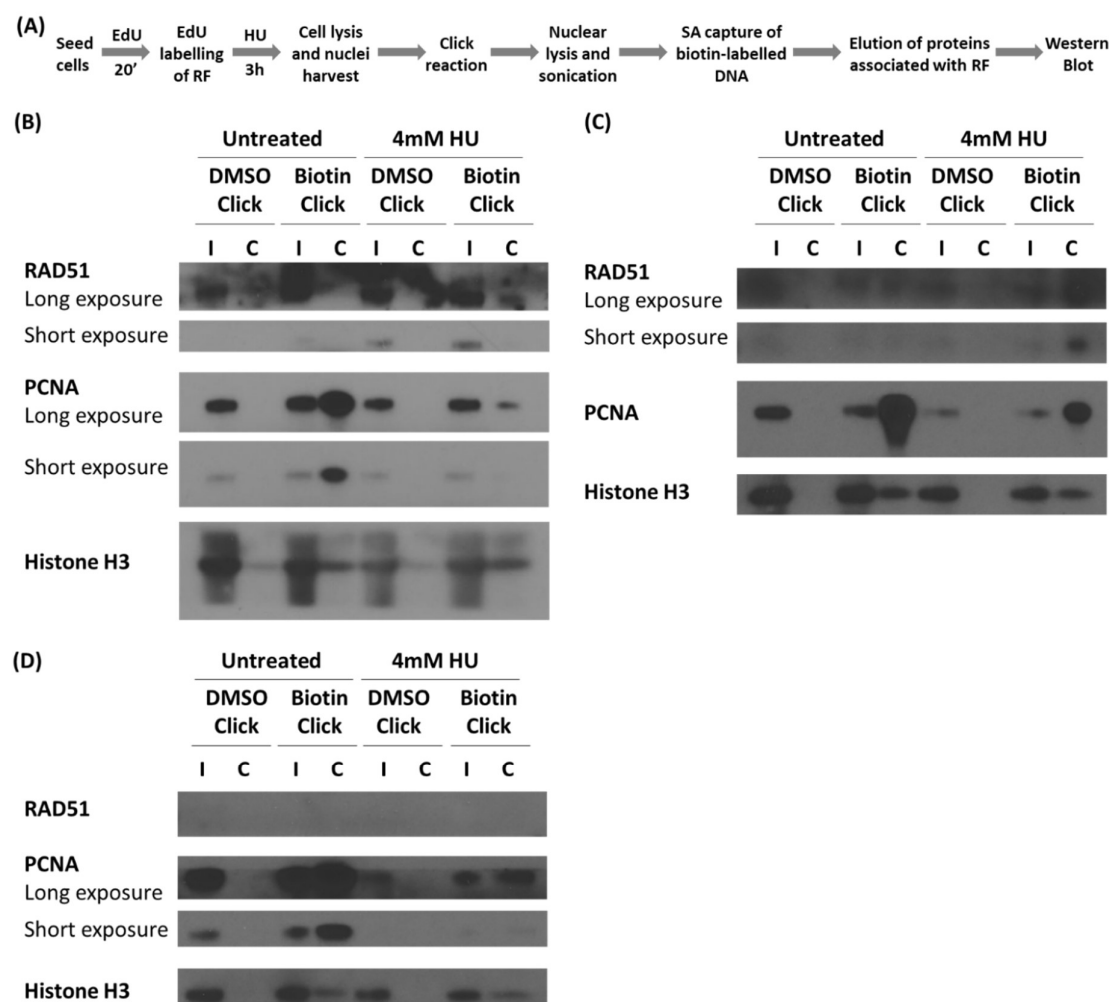 (A)
Seed cells
EdU
20'
EdU labelling of RF
HU
3h
Cell lysis and nuclei harvest
Click reaction
Nuclear lysis and sonication
SA capture of biotin-labelled DNA
Elution of proteins associated with RF
Western Blot
(B)
Untreated 4mM HU
DMSO Biotin DMSO Biotin
Click Click Click Click
I C I C I C I C
RAD51
Long exposure
Short exposure
PCNA
Long exposure
Short exposure
Histone H3
(C)
Untreated 4mM HU
DMSO Biotin DMSO Biotin
Click Click Click Click
I C I C I C I C
RAD51
Long exposure
Short exposure
PCNA
Histone H3
(D)
Untreated 4mM HU
DMSO Biotin DMSO Biotin
Click Click Click Click
I C I C I C I C
RAD51
PCNA
Long exposure
Short exposure
Histone H3